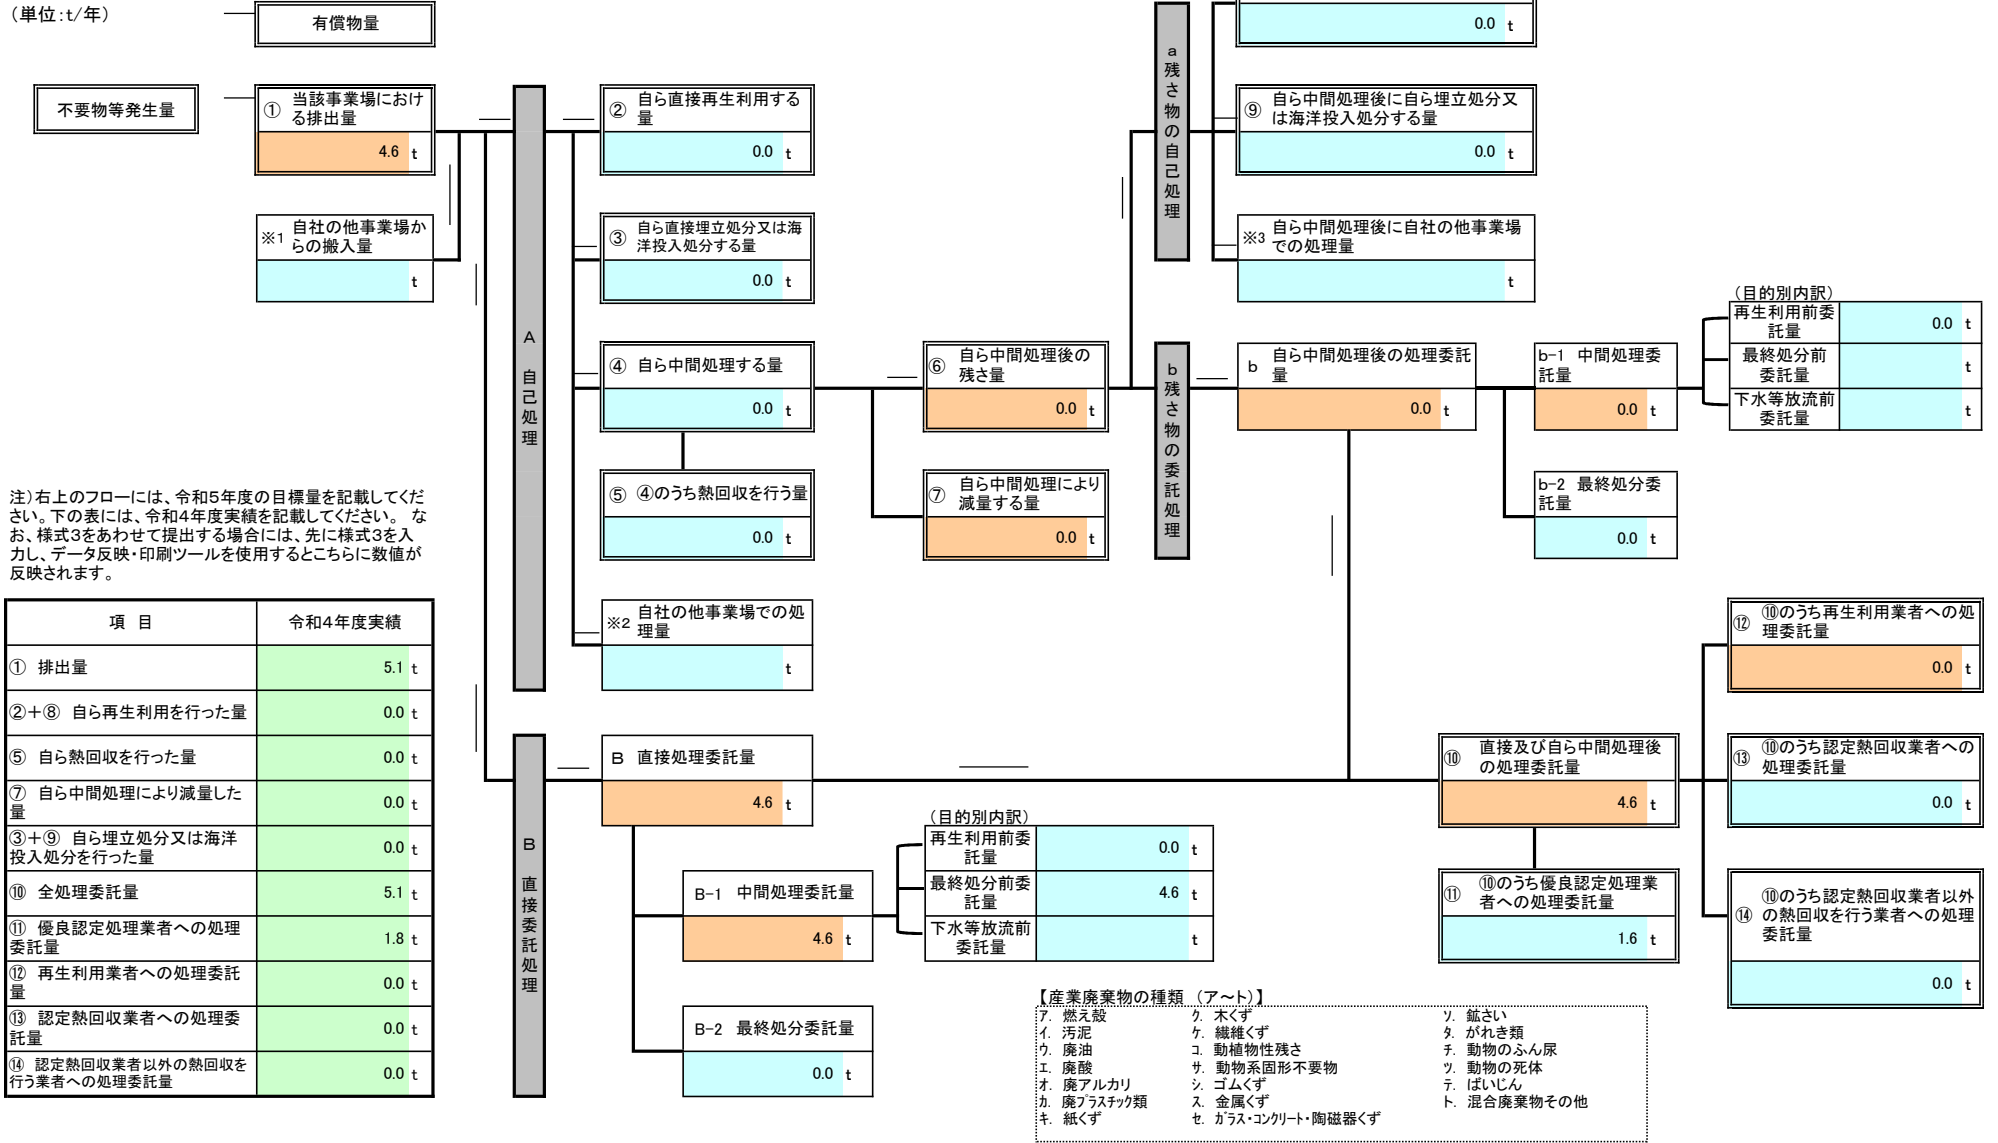 （単位：t/年）
有償物量
不要物等発生量
① 当該事業場におけ
る排出量
4.6 t
※1 自社の他事業場か
らの搬入量
t
A 自己処理
② 自ら直接再生利用する
量
0.0 t
③ 自ら直接埋立処分又は海
洋投入処分する量
0.0 t
④ 自ら中間処理する量
0.0 t
⑤ ④のうち熱回収を行う量
0.0 t
※2 自社の他事業場での処
理量
t
⑥ 自ら中間処理後の
残さ量
0.0 t
⑦ 自ら中間処理により
減量する量
0.0 t
a 残さ物の自己処理
0.0 t
⑨ 自ら中間処理後に自ら埋立処分又
は海洋投入処分する量
0.0 t
※3 自ら中間処理後に自社の他事業場
での処理量
t
b 残さ物の委託処理
b 自ら中間処理後の処理委託
量
0.0 t
b-1 中間処理委
託量
0.0 t
b-2 最終処分委
託量
0.0 t
（目的別内訳）
再生利用前委
託量
0.0 t
最終処分前
委託量
t
下水等放流前
委託量
t
注）右上のフローには、令和５年度の目標量を記載してくだ
さい。下の表には、令和４年度実績を記載してください。 な
お、様式３をあわせて提出する場合には、先に様式３を入
力し、データ反映・印刷ツールを使用するとこちらに数値が
反映されます。
項 目 令和４年度実績
① 排出量 5.1 t
②＋⑧ 自ら再生利用を行った量 0.0 t
⑤ 自ら熱回収を行った量 0.0 t
⑦ 自ら中間処理により減量した
量 0.0 t
③＋⑨ 自ら埋立処分又は海洋
投入処分を行った量 0.0 t
⑩ 全処理委託量 5.1 t
⑪ 優良認定処理業者への処理
委託量 1.8 t
⑫ 再生利用業者への処理委託
量 0.0 t
⑬ 認定熱回収業者への処理委
託量 0.0 t
⑭ 認定熱回収業者以外の熱回収を
行う業者への処理委託量 0.0 t
B 直接委託処理
B 直接処理委託量
4.6 t
B-1 中間処理委託量
4.6 t
B-2 最終処分委託量
0.0 t
（目的別内訳）
再生利用前委
託量
0.0 t
最終処分前委
託量
4.6 t
下水等放流前
委託量
t
⑩ 直接及び自ら中間処理後
の処理委託量
4.6 t
⑪ ⑩のうち優良認定処理業
者への処理委託量
1.6 t
⑫ ⑩のうち再生利用業者への処
理委託量
0.0 t
⑬ ⑩のうち認定熱回収業者への
処理委託量
0.0 t
⑭ ⑩のうち認定熱回収業者以外
の熱回収を行う業者への処理
委託量
0.0 t
【産業廃棄物の種類 （ア～ト）】
ア. 燃え殻
イ. 汚泥
ウ. 廃油
エ. 廃酸
オ. 廃アルカリ
カ. 廃プラスチック類
キ. 紙くず
ク. 木くず
ケ. 繊維くず
コ. 動植物性残さ
サ. 動物系固形不要物
シ. ゴムくず
ス. 金属くず
セ. ガラス・コンクリート・陶磁器くず
ソ. 鉱さい
タ. がれき類
チ. 動物のふん尿
ツ. 動物の死体
テ. ばいじん
ト. 混合廃棄物その他